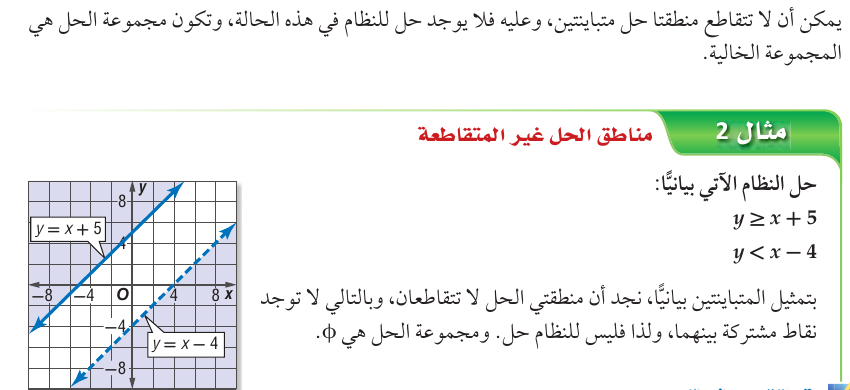 يمكن أن لا تتقاطع منطقتا حل متباينتين، وعليه فلا يوجد حل للنظام في هذه الحالة، وتكون مجموعة الحل هي
المجموعة الخالية.
مثال 2
مناطق الحل غير المتقاطعة
حل النظام الآتي بيانيًّا:
y ≥ x + 5
y < x − 4
بتمثيل المتباينتين بيانيًّا، نجد أن منطقتي الحل لا تتقاطعان، وبالتالي لا توجد
نقاط مشتركة بينهما، ولذا فليس للنظام حل. ومجموعة الحل هي ϕ.
y
8
y = x + 5
4
−8 −4 O 4 8 x
−4
y = x − 4
−8